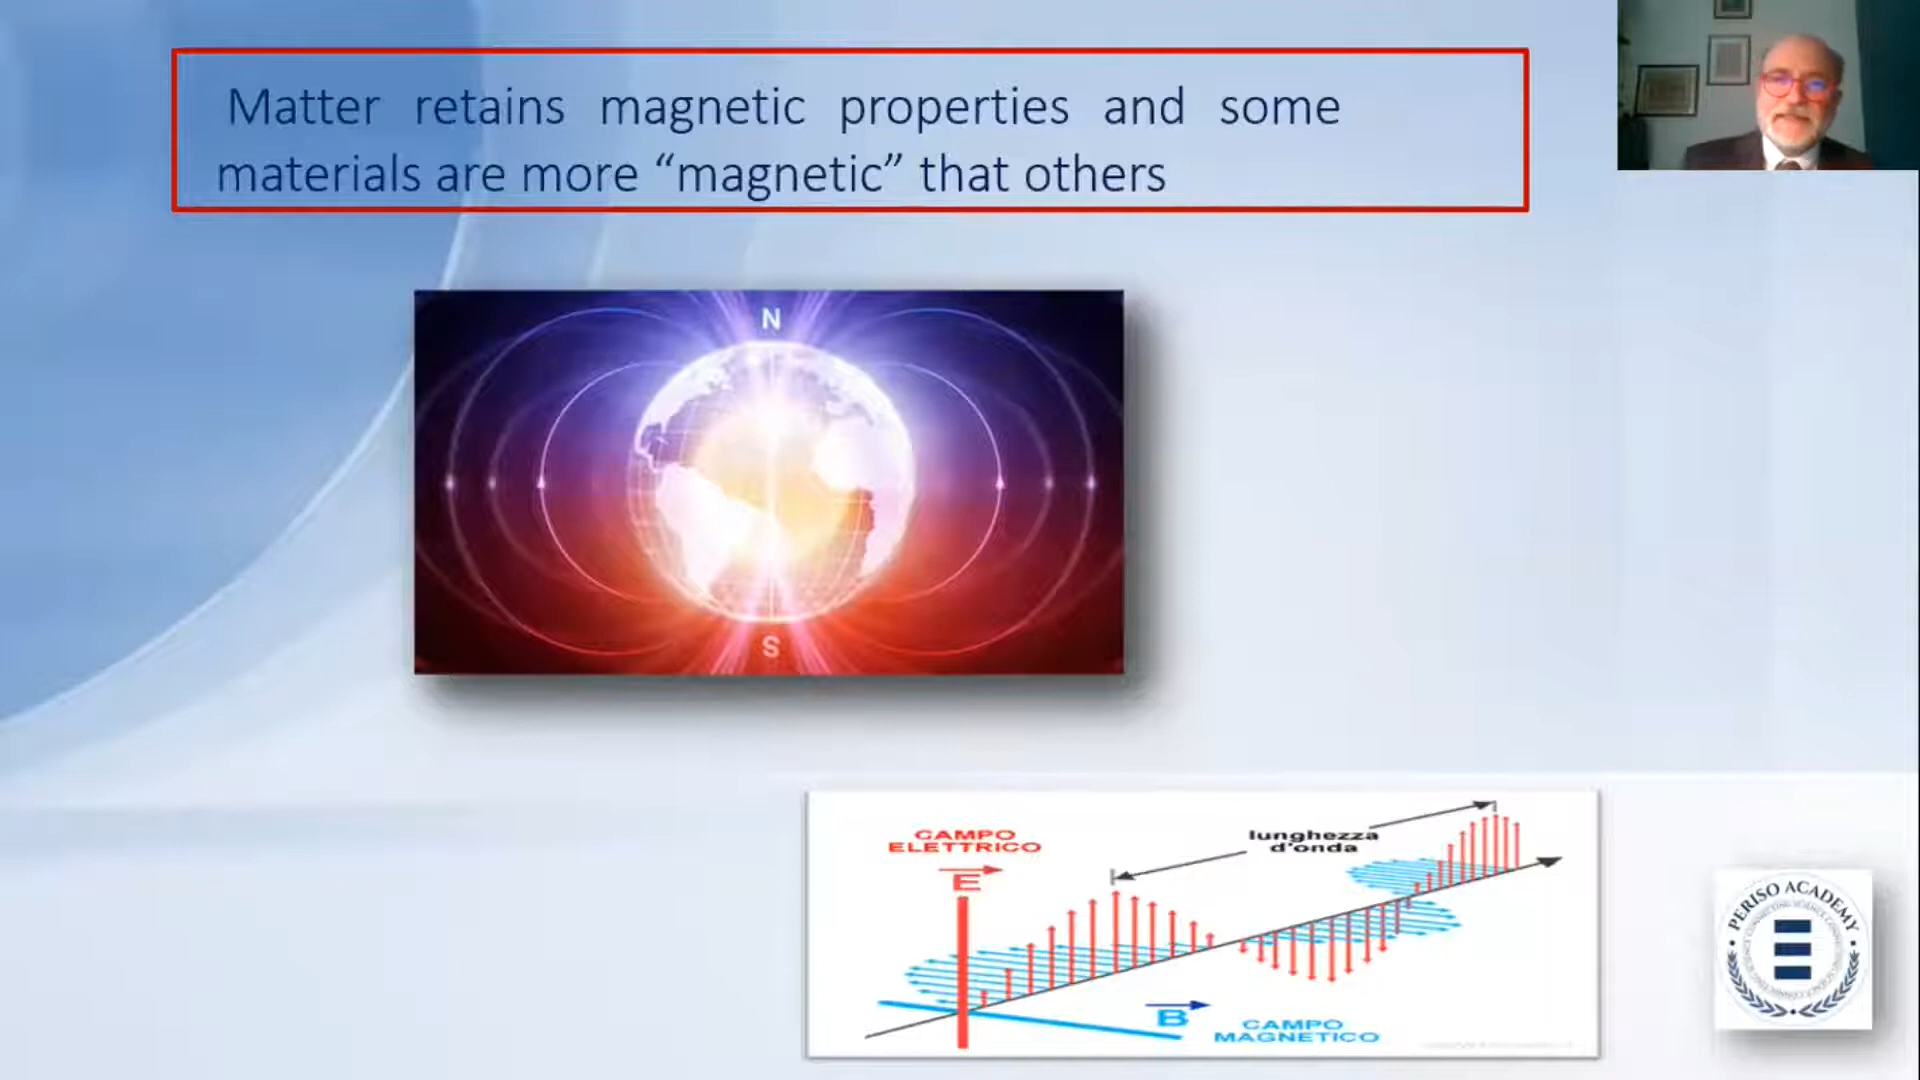 Matter retains magnetic properties and some
materials are more “magnetic” that others
N
S
CAMPO
ELETTRICO
E
lunghezza
d'onda
B
CAMPO
MAGNETICO
PERISO ACADEMY